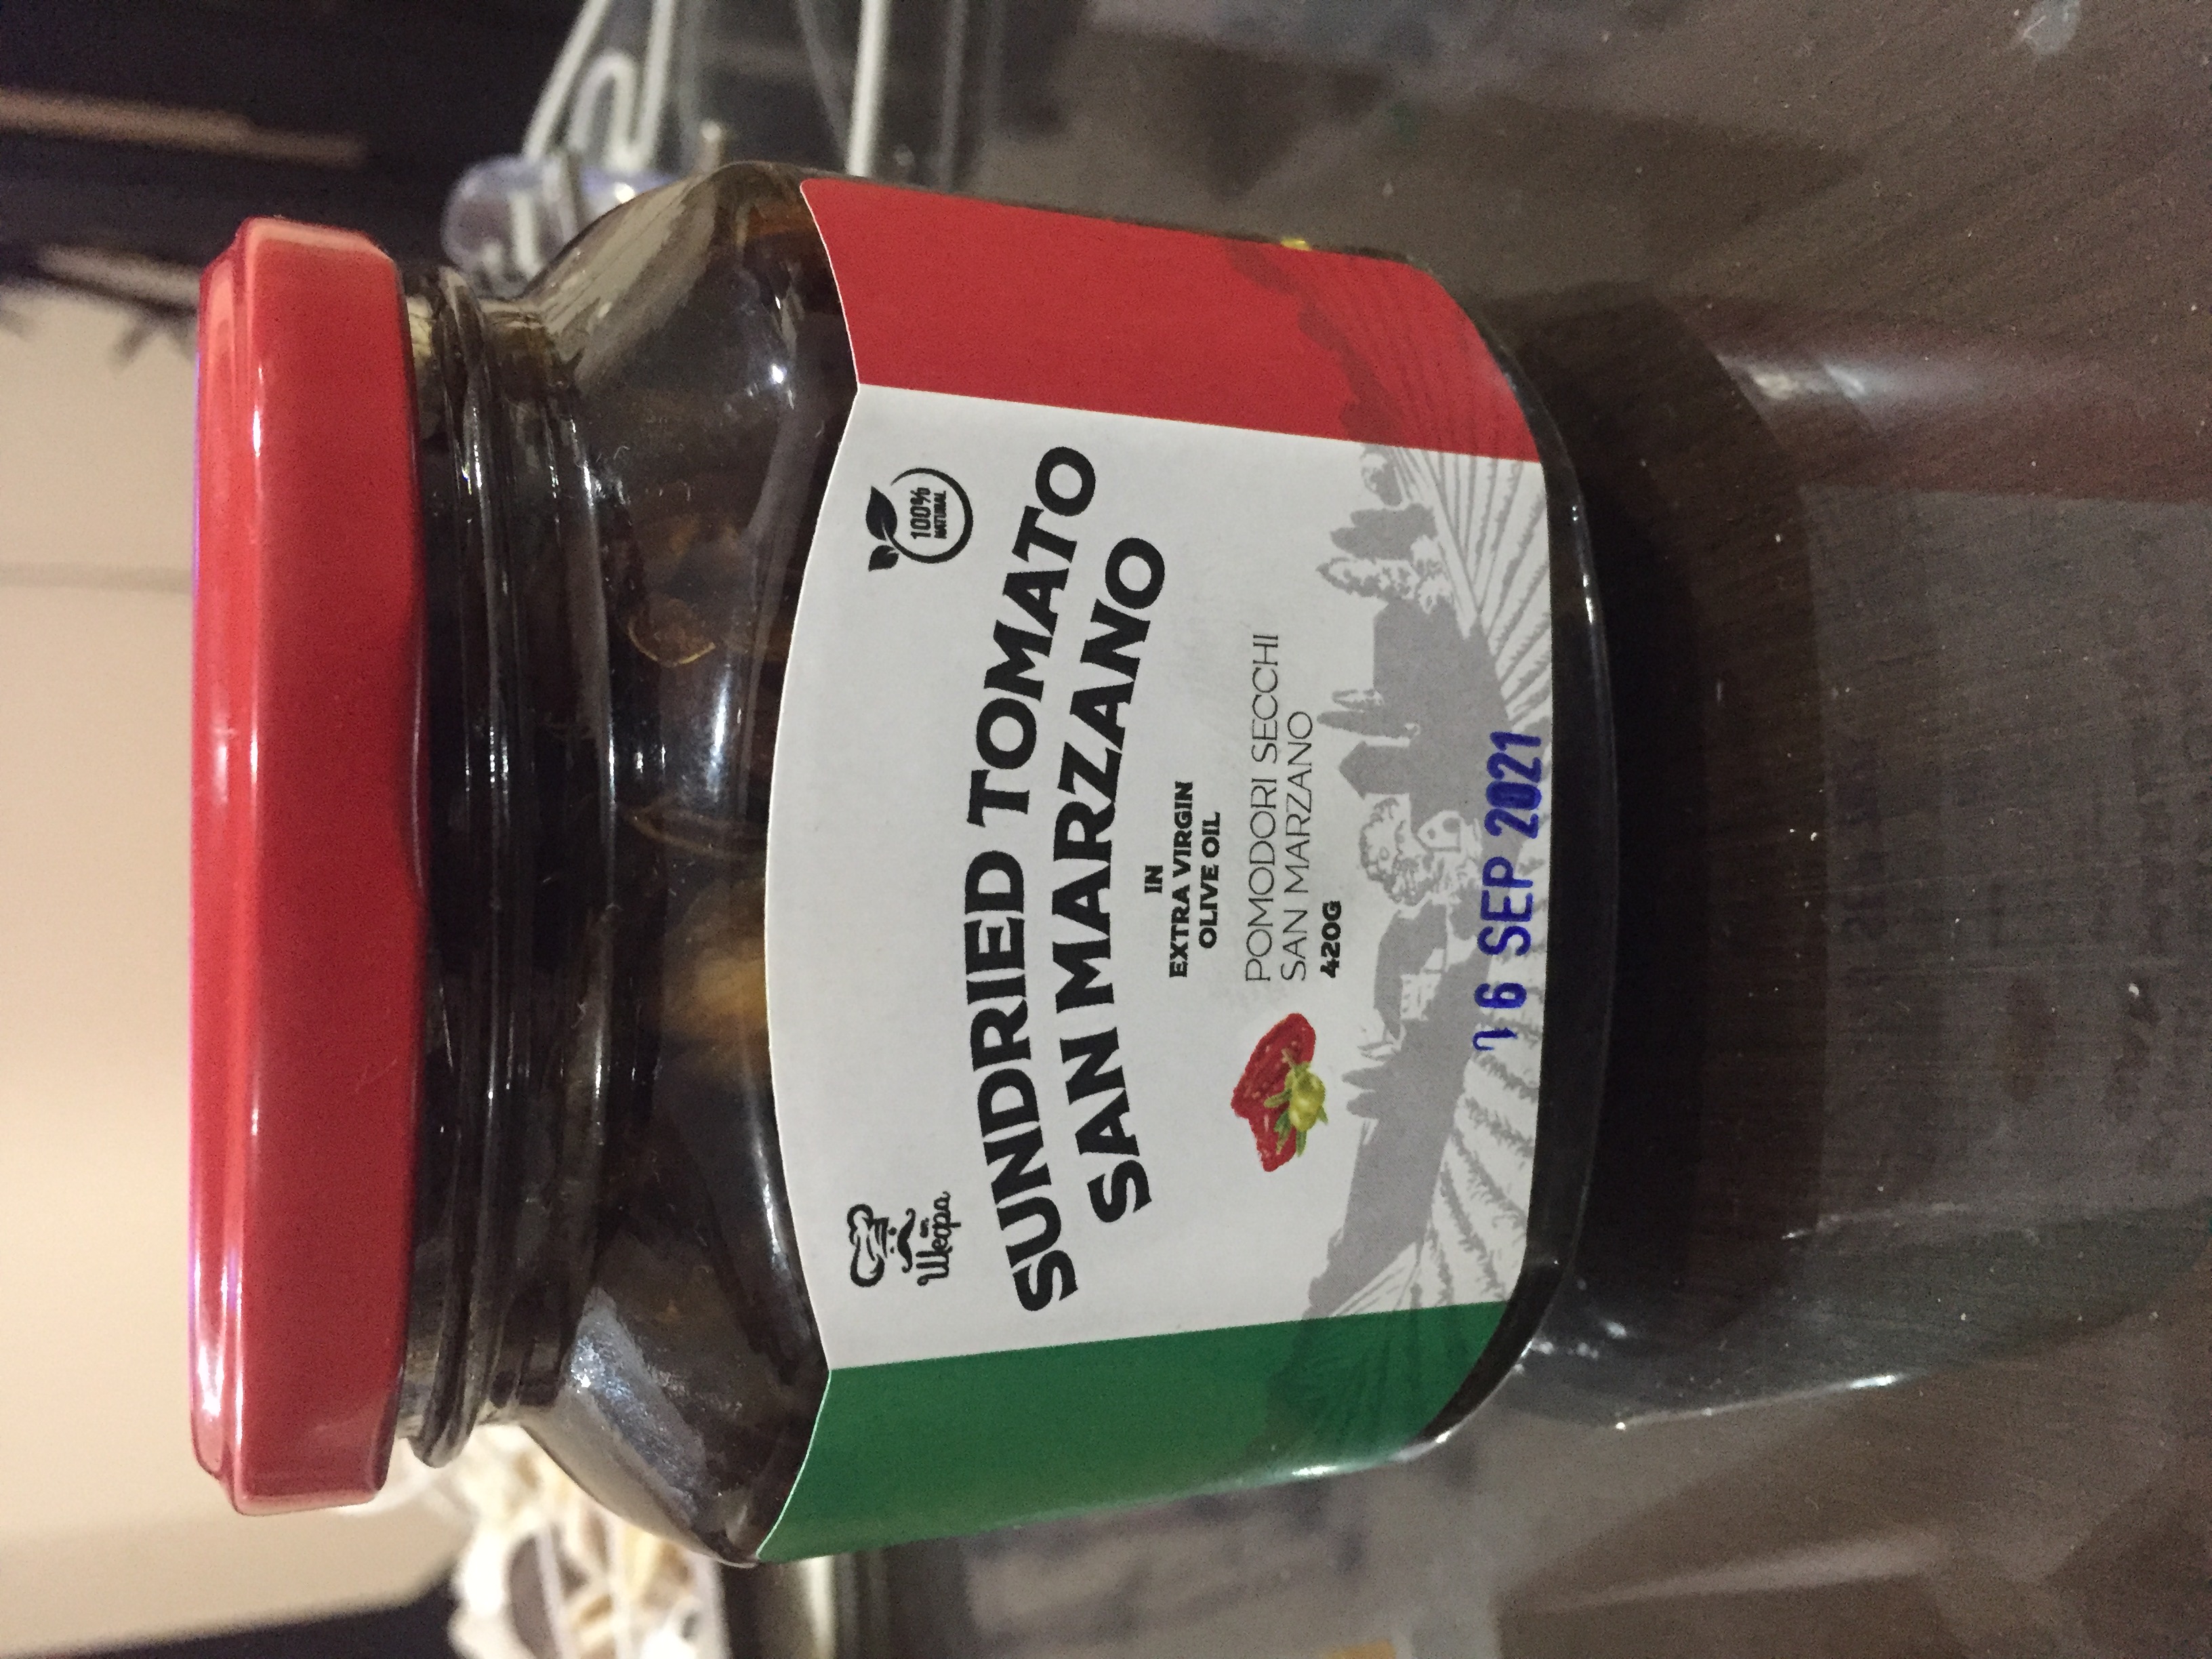 100%
NATURAL
SUNDRIED TOMATO
SAN MARZANO
IN
EXTRA VIRGIN
OLIVE OIL
POMODORI SECCHI
SAN MARZANO
420G
16 SEP 2021